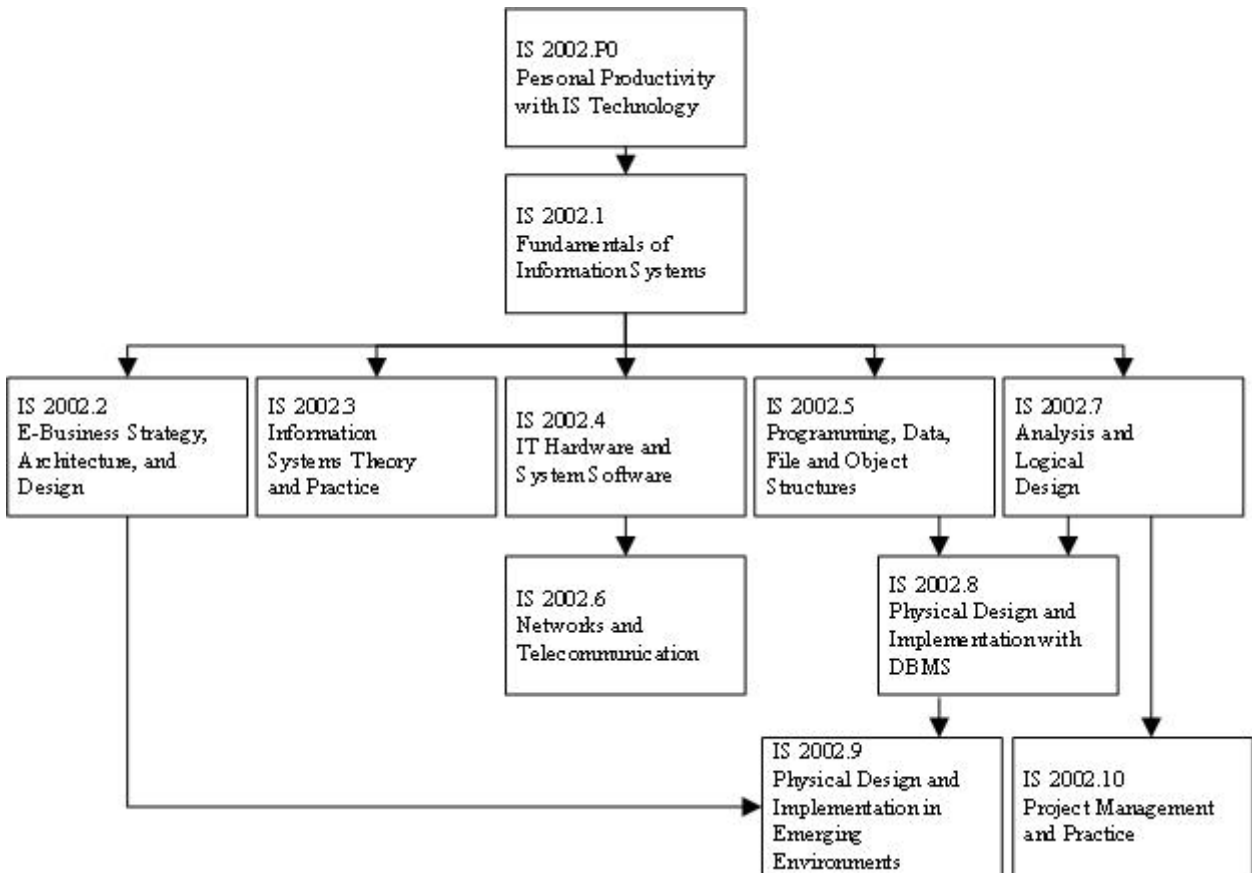 IS 2002.P0
Personal Productivity
with IS Technology
IS 2002.1
Fundamentals of
Information Systems
IS 2002.2
E-Business Strategy,
Architecture, and
Design
IS 2002.3
Information
Systems Theory
and Practice
IS 2002.4
IT Hardware and
System Software
IS 2002.5
Programming, Data,
File and Object
Structures
IS 2002.7
Analysis and
Logical
Design
IS 2002.6
Networks and
Telecommunication
IS 2002.8
Physical Design and
Implementation with
DBMS
IS 2002.9
Physical Design and
Implementation in
Emerging
Environments
IS 2002.10
Project Management
and Practice